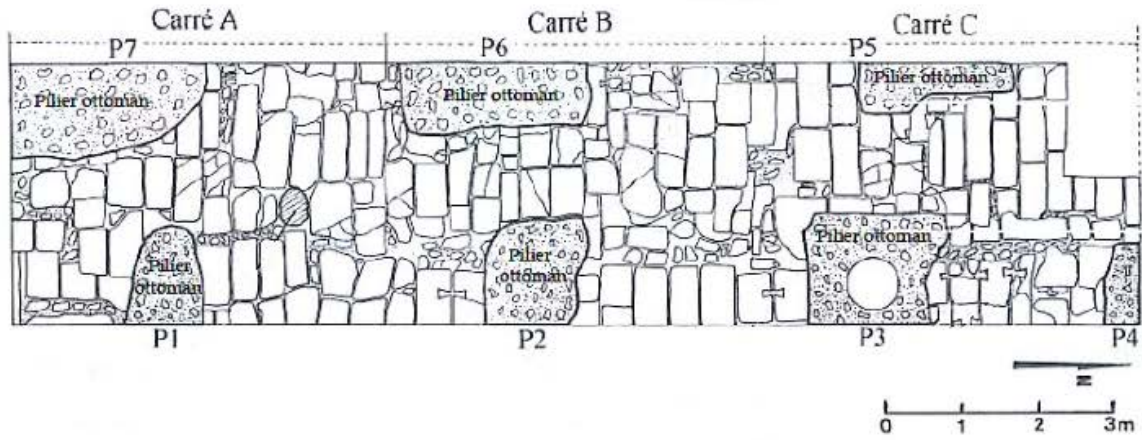 Carré A Carré B Carré C
P7 P6 P5
Pilier ottoman
Pilier ottoman
Pilier ottoman
Pilier ottoman
Pilier
ottoman
Pilier
ottoman
P1 P2 P3 P4
N
0 1 2 3m